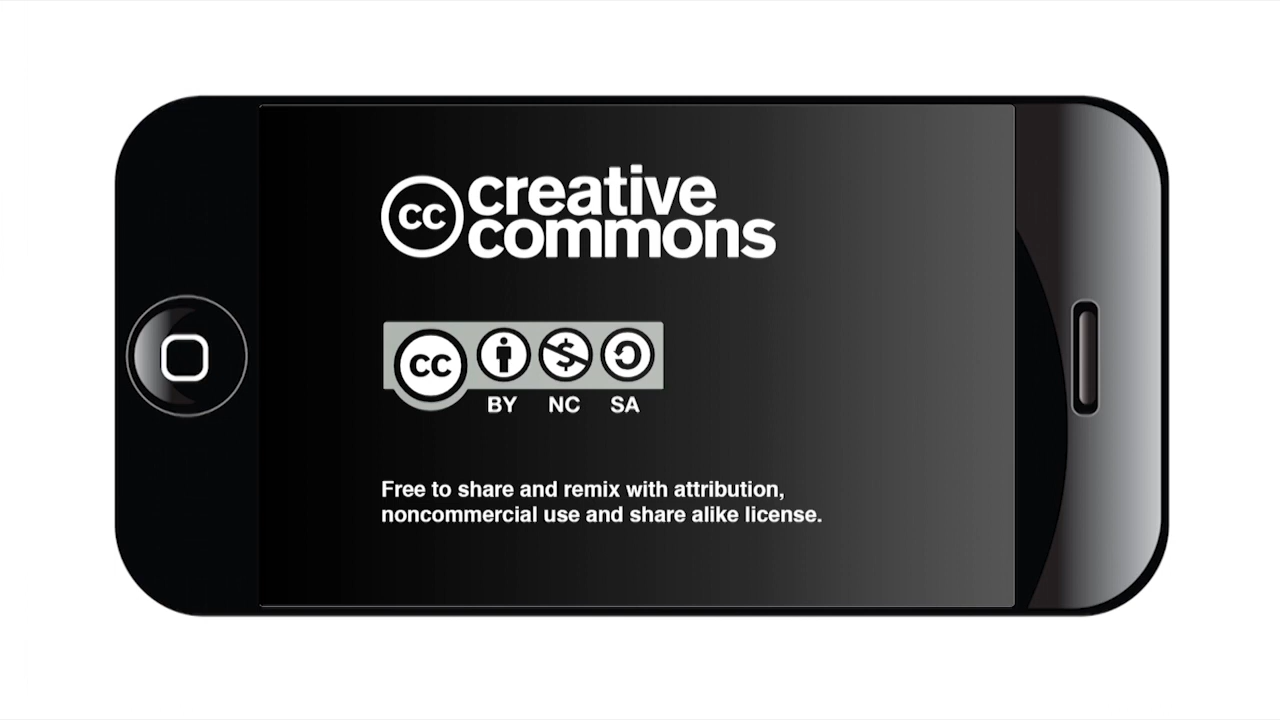 cc creative
commons
cc
BY NC SA
Free to share and remix with attribution,
noncommercial use and share alike license.